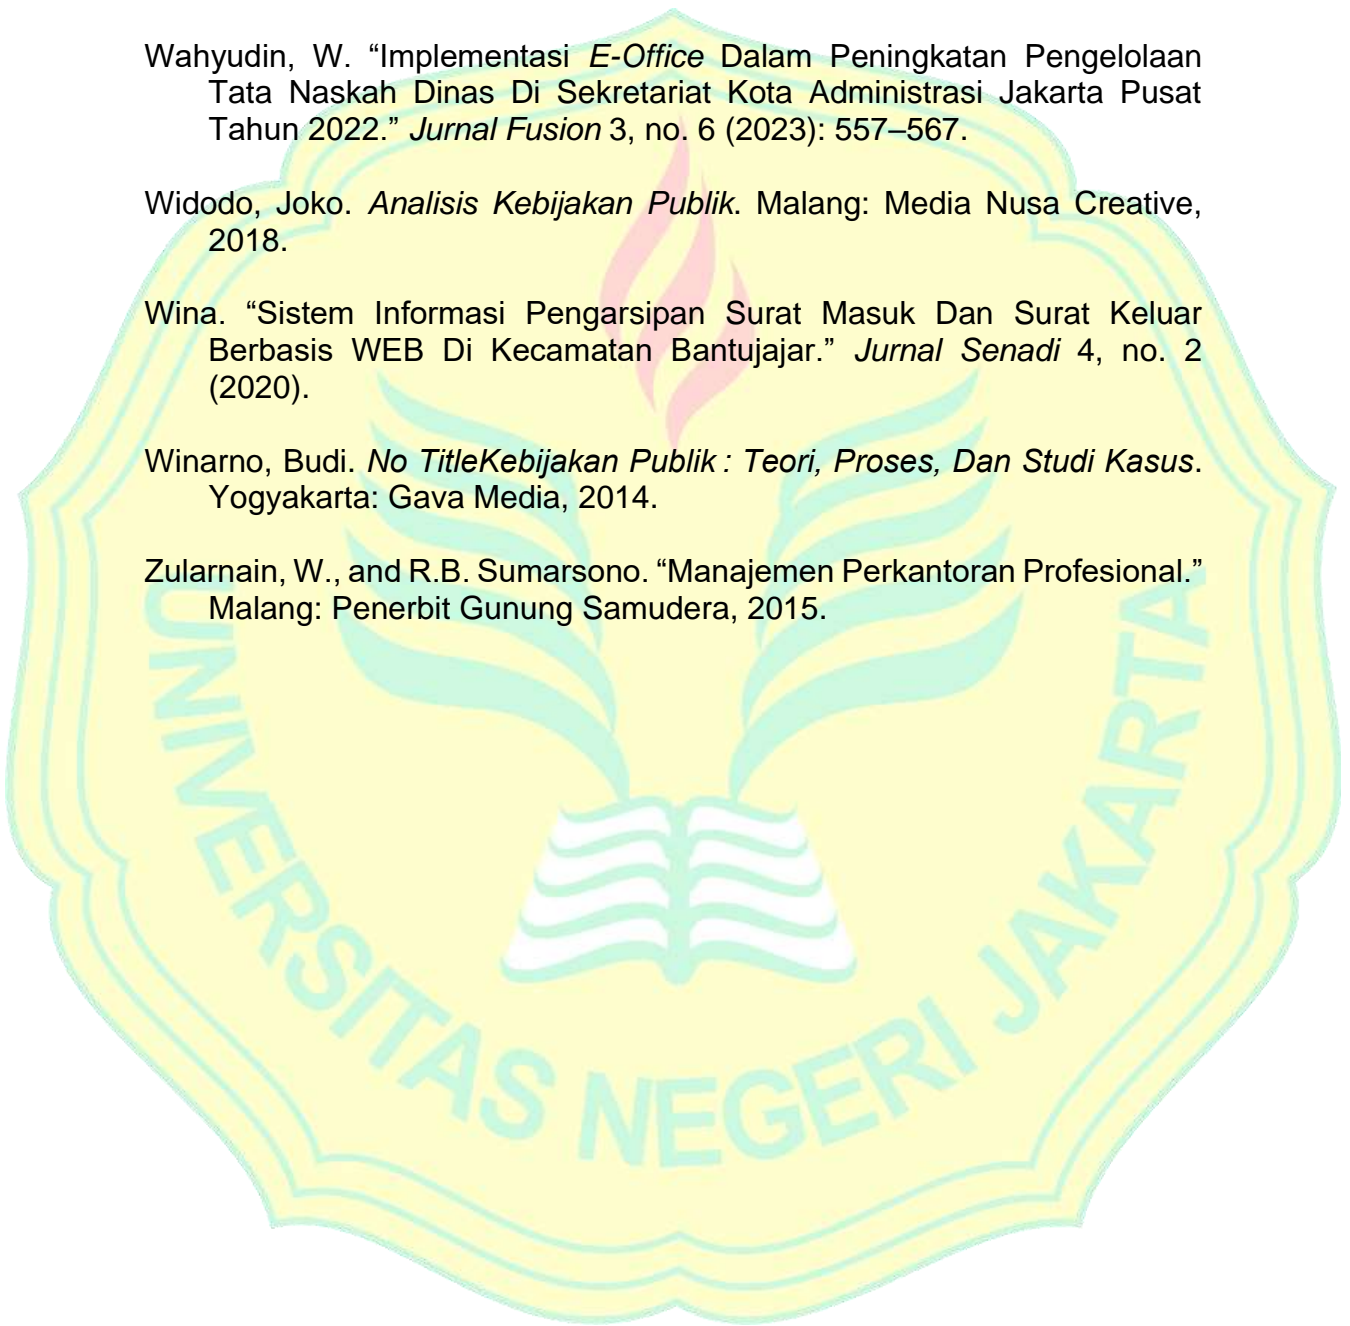 Wahyudin, W. “Implementasi E-Office Dalam Peningkatan Pengelolaan
Tata Naskah Dinas Di Sekretariat Kota Administrasi Jakarta Pusat
Tahun 2022.” Jurnal Fusion 3, no. 6 (2023): 557–567.
Widodo, Joko. Analisis Kebijakan Publik. Malang: Media Nusa Creative,
2018.
Wina. “Sistem Informasi Pengarsipan Surat Masuk Dan Surat Keluar
Berbasis WEB Di Kecamatan Bantujajar.” Jurnal Senadi 4, no. 2
(2020).
Winarno, Budi. No TitleKebijakan Publik : Teori, Proses, Dan Studi Kasus.
Yogyakarta: Gava Media, 2014.
Zularnain, W., and R.B. Sumarsono. “Manajemen Perkantoran Profesional.”
Malang: Penerbit Gunung Samudera, 2015.
UNIVERSITAS NEGERI JAKARTA